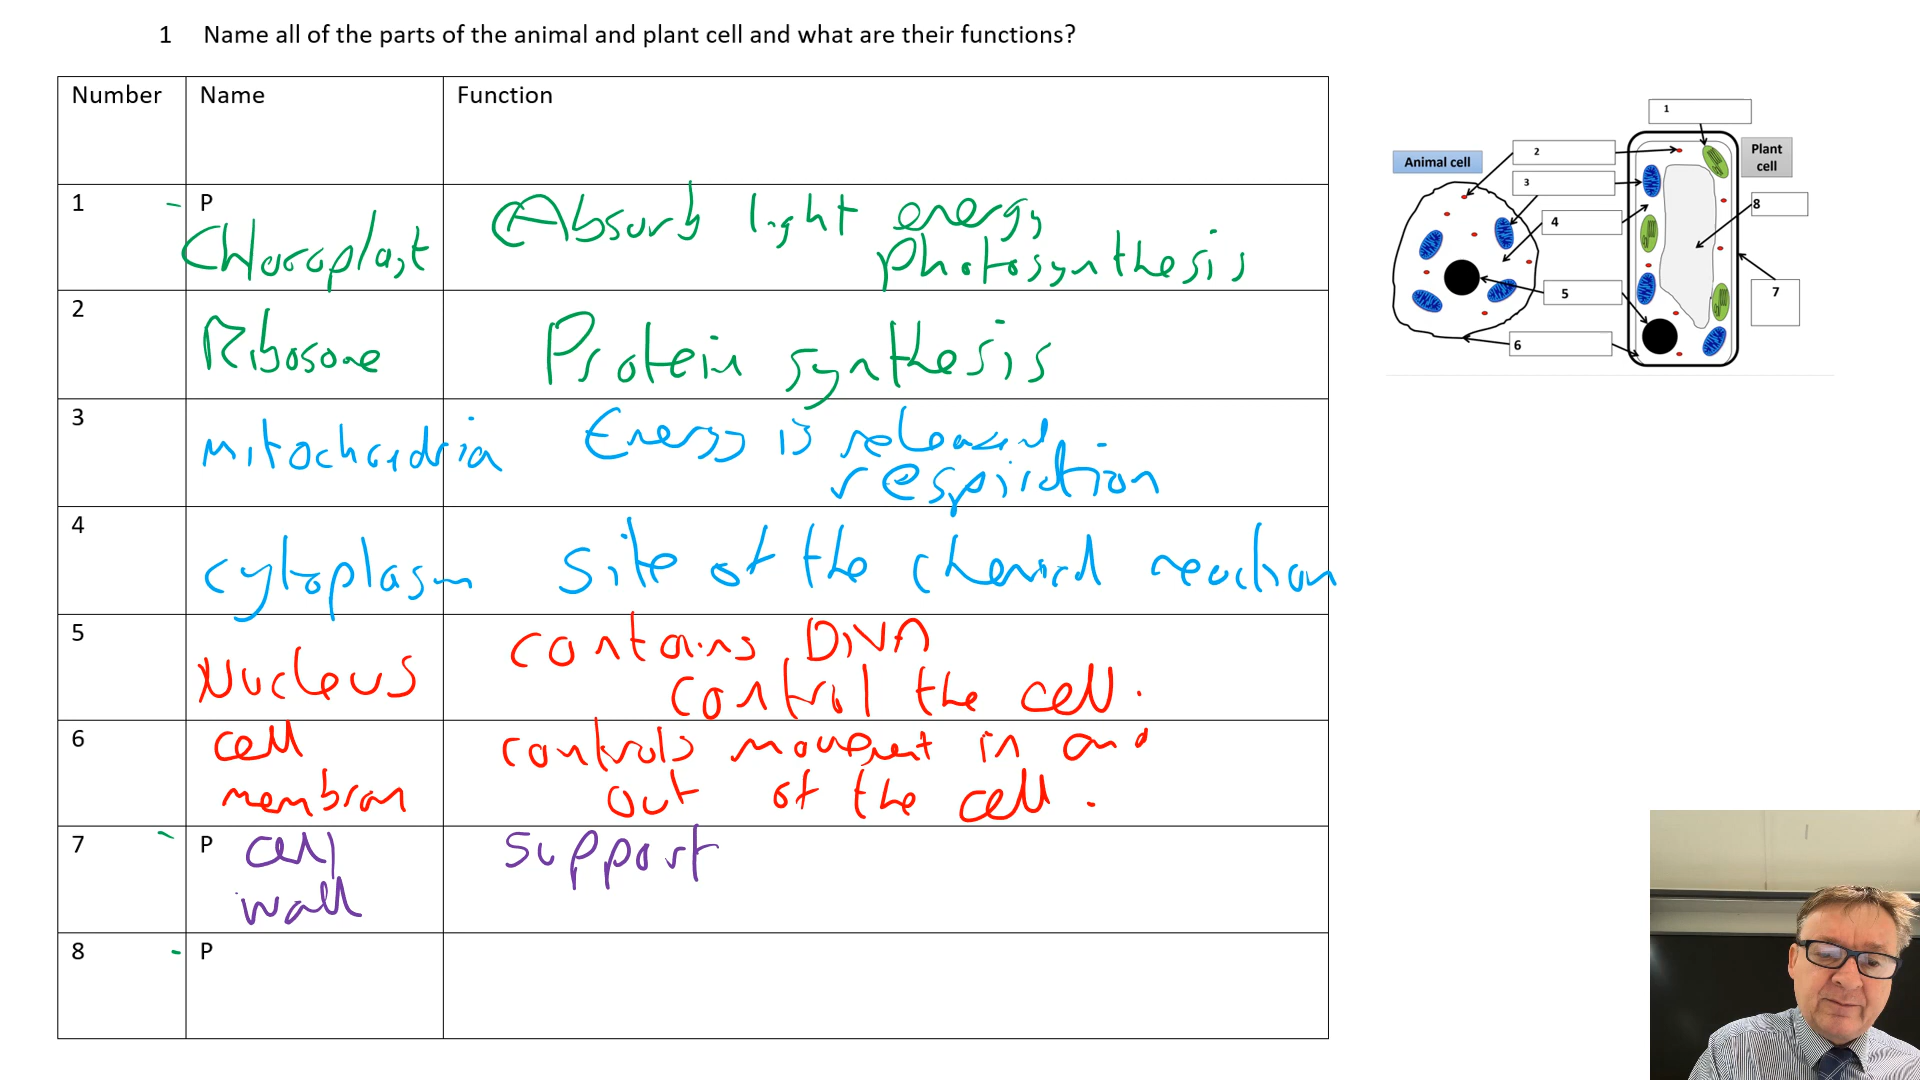 1 Name all of the parts of the animal and plant cell and what are their functions?
Number Name Function
1 P
Chloroplast
Absorb light energy
photosynthesis
2
Ribosome
Protein synthesis
3
mitochondria
Energy is released
respiration
4
cytoplasm
site of the chemical reaction
5
Nucleus
contains DNA
control the cell.
6
cell
membran
controls movement in and
out of the cell.
7 P cell
wall
support
8 P
1
Animal cell
Plant
cell
2
3
4
5
6
7
8